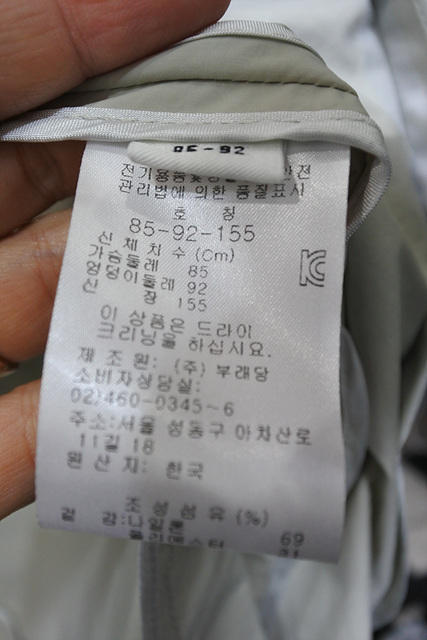 85-92
전기용품및생활용품안전
관리법에 의한 품질표시
호 칭
85-92-155
신체치수(Cm)
가슴둘레 85
엉덩이둘레 92
신 장 155
이 상품은 드라이
크리닝을 하십시요.
제 조 원: (주) 부래당
소비자상담실:
02)460-0345~6
주소:서울 성동구 아차산로
11길 18
원 산 지: 한국
조성섬유 (%)
69